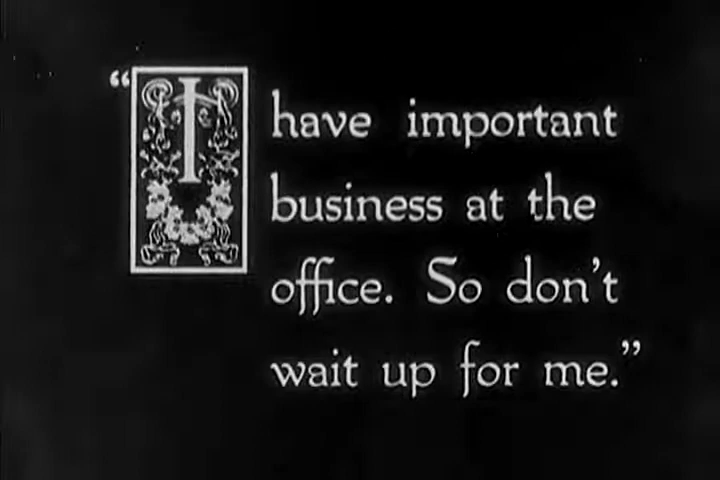 “I have important
business at the
office. So don't
wait up for me.”